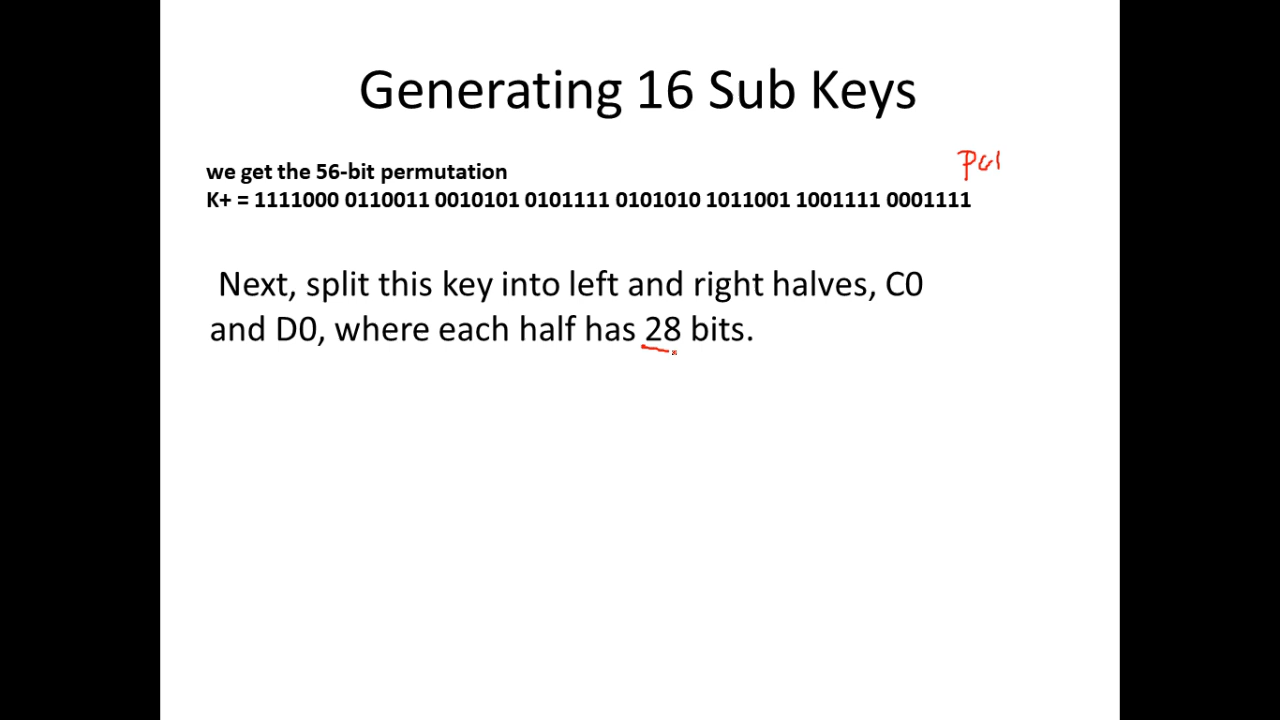 Generating 16 Sub Keys
PC1
we get the 56-bit permutation
K+ = 1111000 0110011 0010101 0101111 0101010 1011001 1001111 0001111
Next, split this key into left and right halves, C0
and D0, where each half has 28 bits.